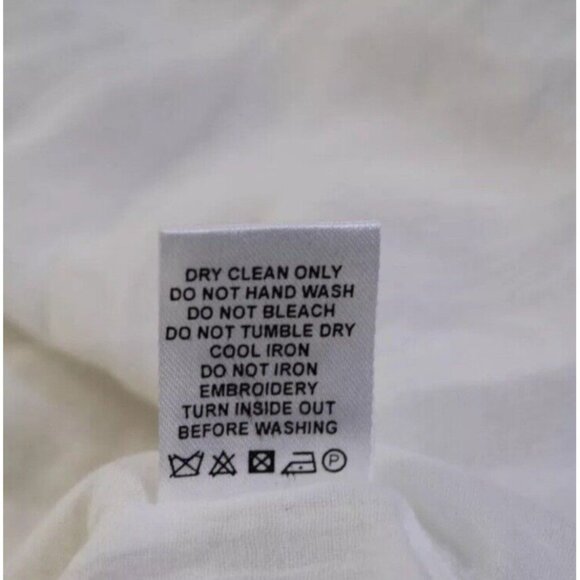 DRY CLEAN ONLY
DO NOT HAND WASH
DO NOT BLEACH
DO NOT TUMBLE DRY
COOL IRON
DO NOT IRON
EMBROIDERY
TURN INSIDE OUT
BEFORE WASHING
P